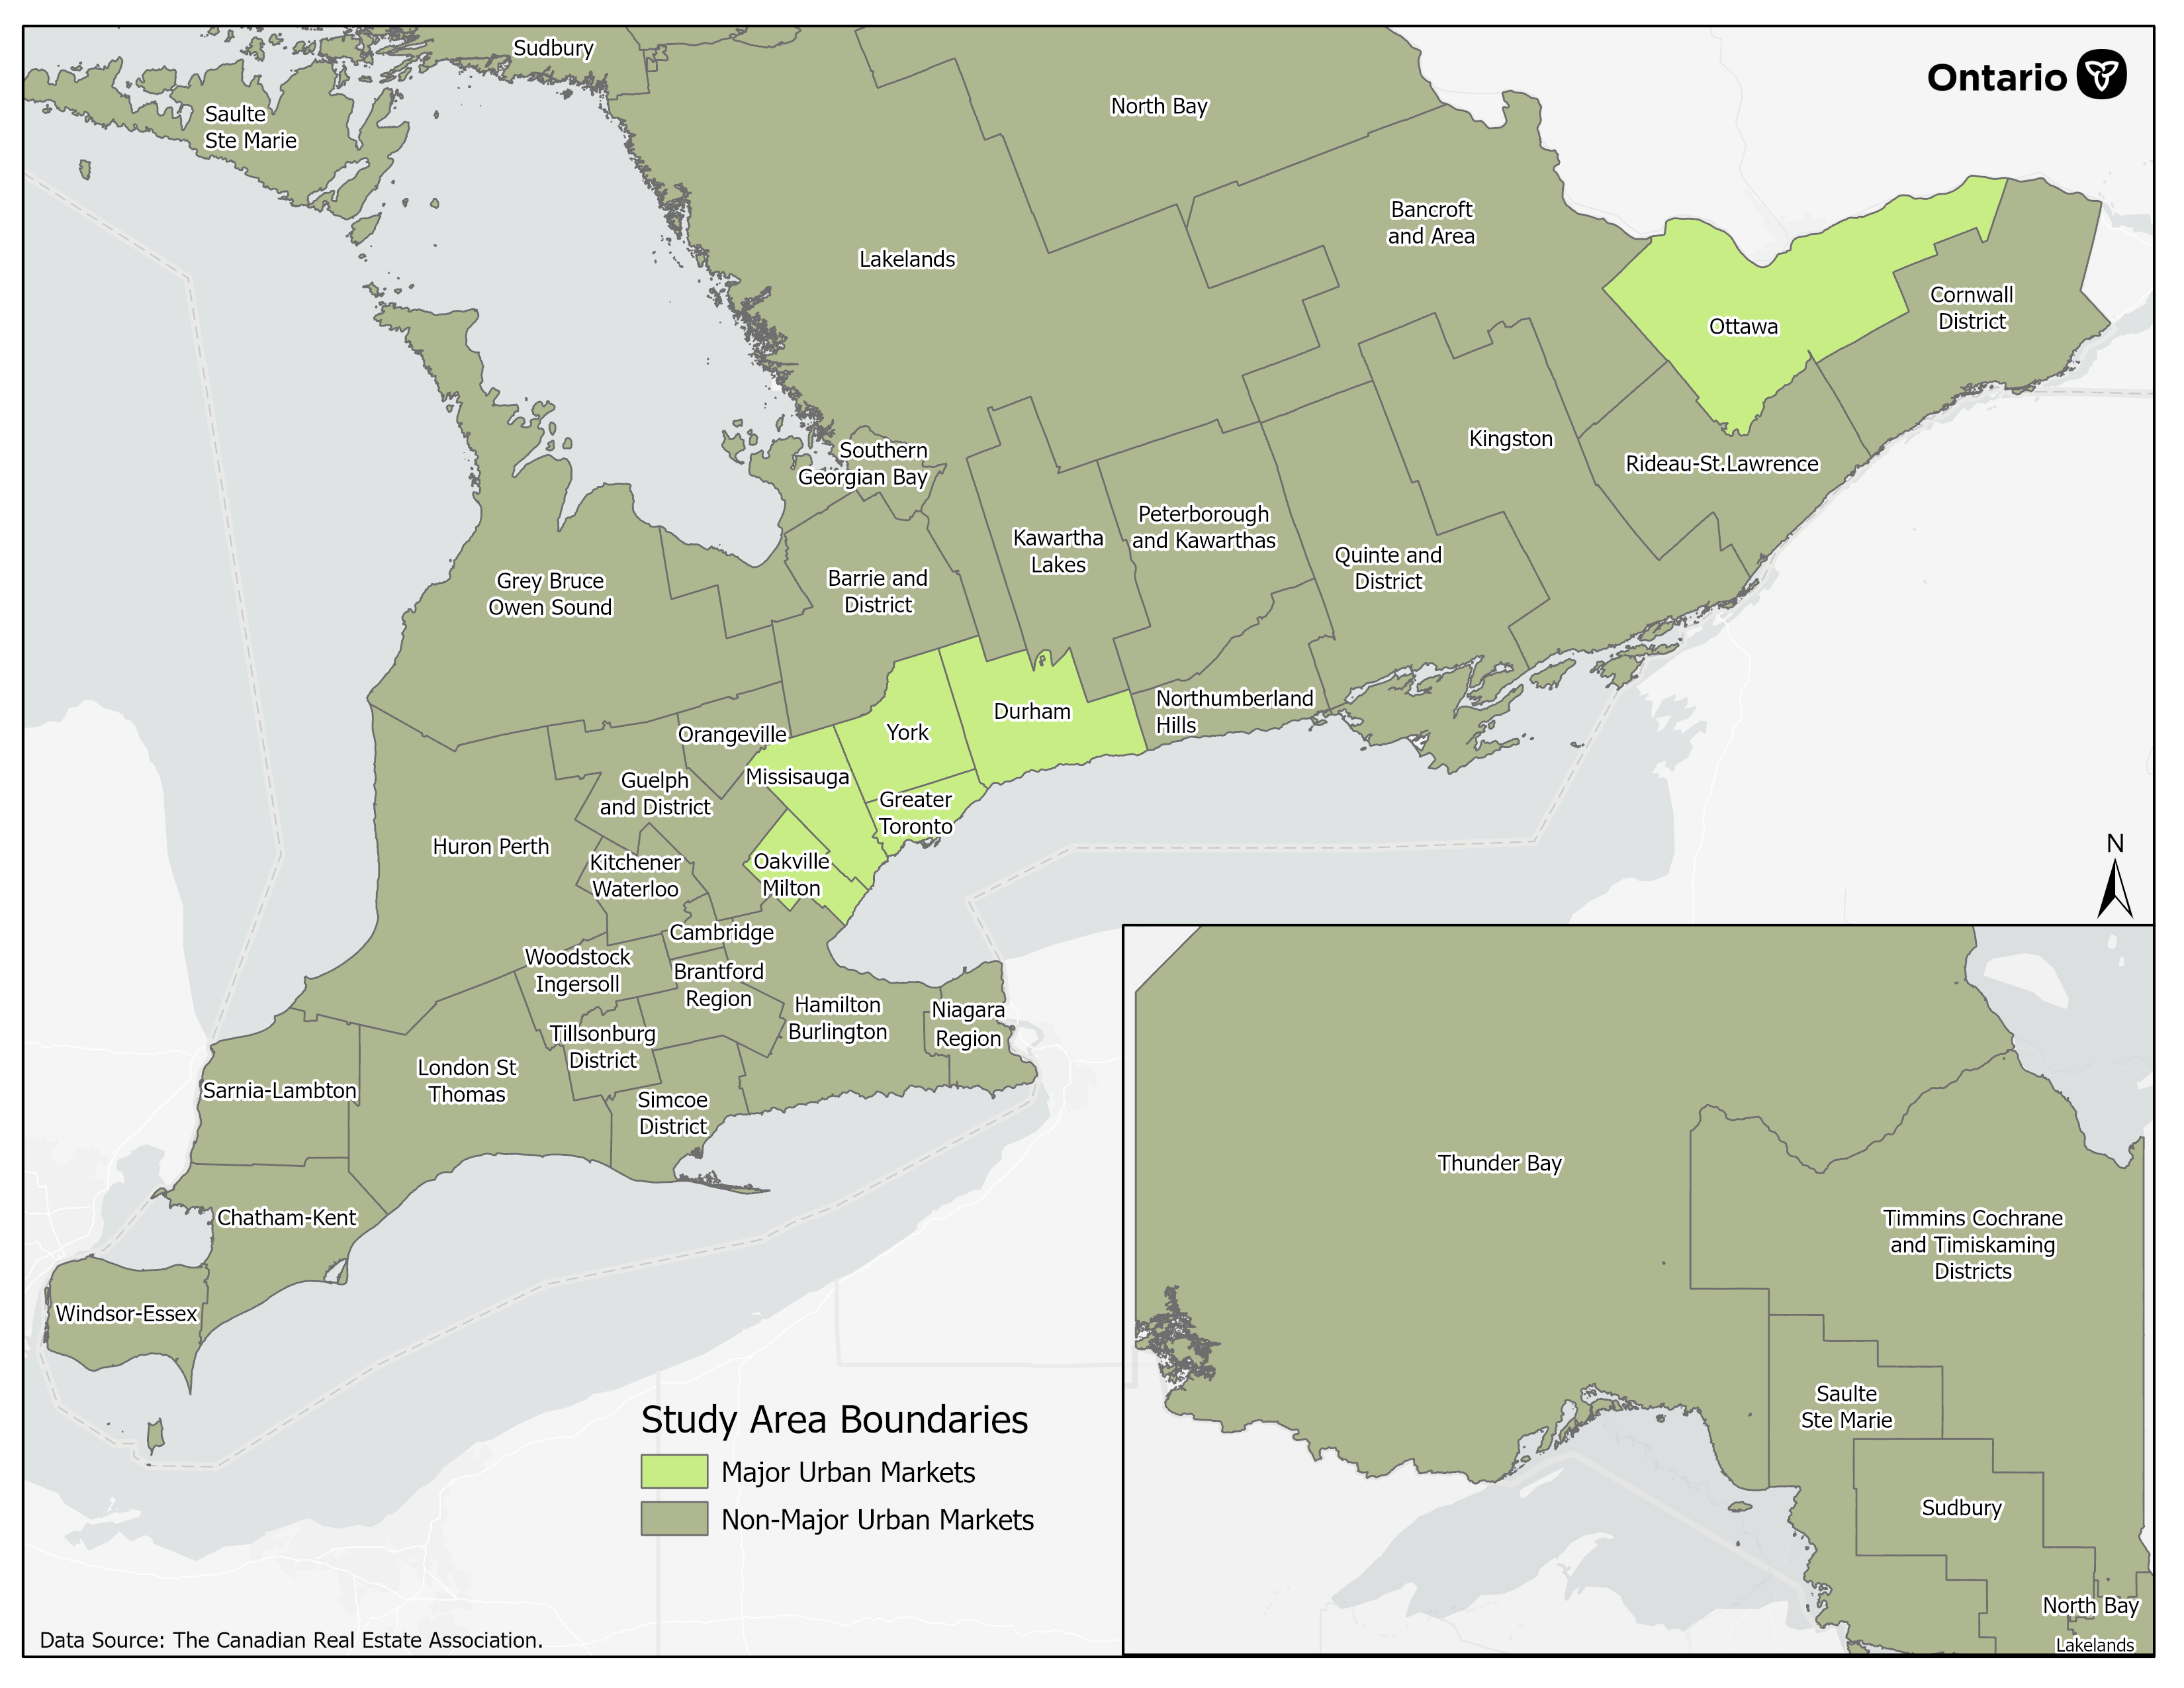 Sudbury
Ontario
North Bay
Saulte
Ste Marie
Bancroft
and Area
Lakelands
Cornwall
District
Ottawa
Southern
Georgian Bay
Kingston
Rideau-St.Lawrence
Kawartha
Lakes
Peterborough
and Kawarthas
Quinte and
District
Grey Bruce
Owen Sound
Barrie and
District
Northumberland
Hills
Durham
York
Orangeville
Missisauga
Guelph
and District
Greater
Toronto
Huron Perth
Kitchener
Waterloo
Oakville
Milton
N
Cambridge
Woodstock
Ingersoll
Brantford
Region
Hamilton
Burlington
Niagara
Region
Tillsonburg
District
London St
Thomas
Sarnia-Lambton
Simcoe
District
Chatham-Kent
Windsor-Essex
Thunder Bay
Timmins Cochrane
and Timiskaming
Districts
Saulte
Ste Marie
Sudbury
North Bay
Lakelands
Study Area Boundaries
Major Urban Markets
Non-Major Urban Markets
Data Source: The Canadian Real Estate Association.